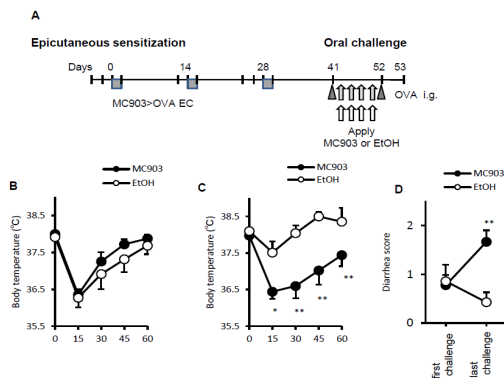 A
Epicutaneous sensitization
Oral challenge
Days 0 14 28 41 52 53
MC903>OVA EC
OVA i.g.
Apply
MC903 or EtOH
B
MC903
EtOH
Body temperature (°C)
38.5
37.5
36.5
35.5
0 15 30 45 60
C
MC903
EtOH
Body temperature (°C)
38.5
37.5
36.5
35.5
* ** ** **
0 15 30 45 60
D
MC903
EtOH
Diarrhea score
2
1
0
**
first
challenge
last
challenge